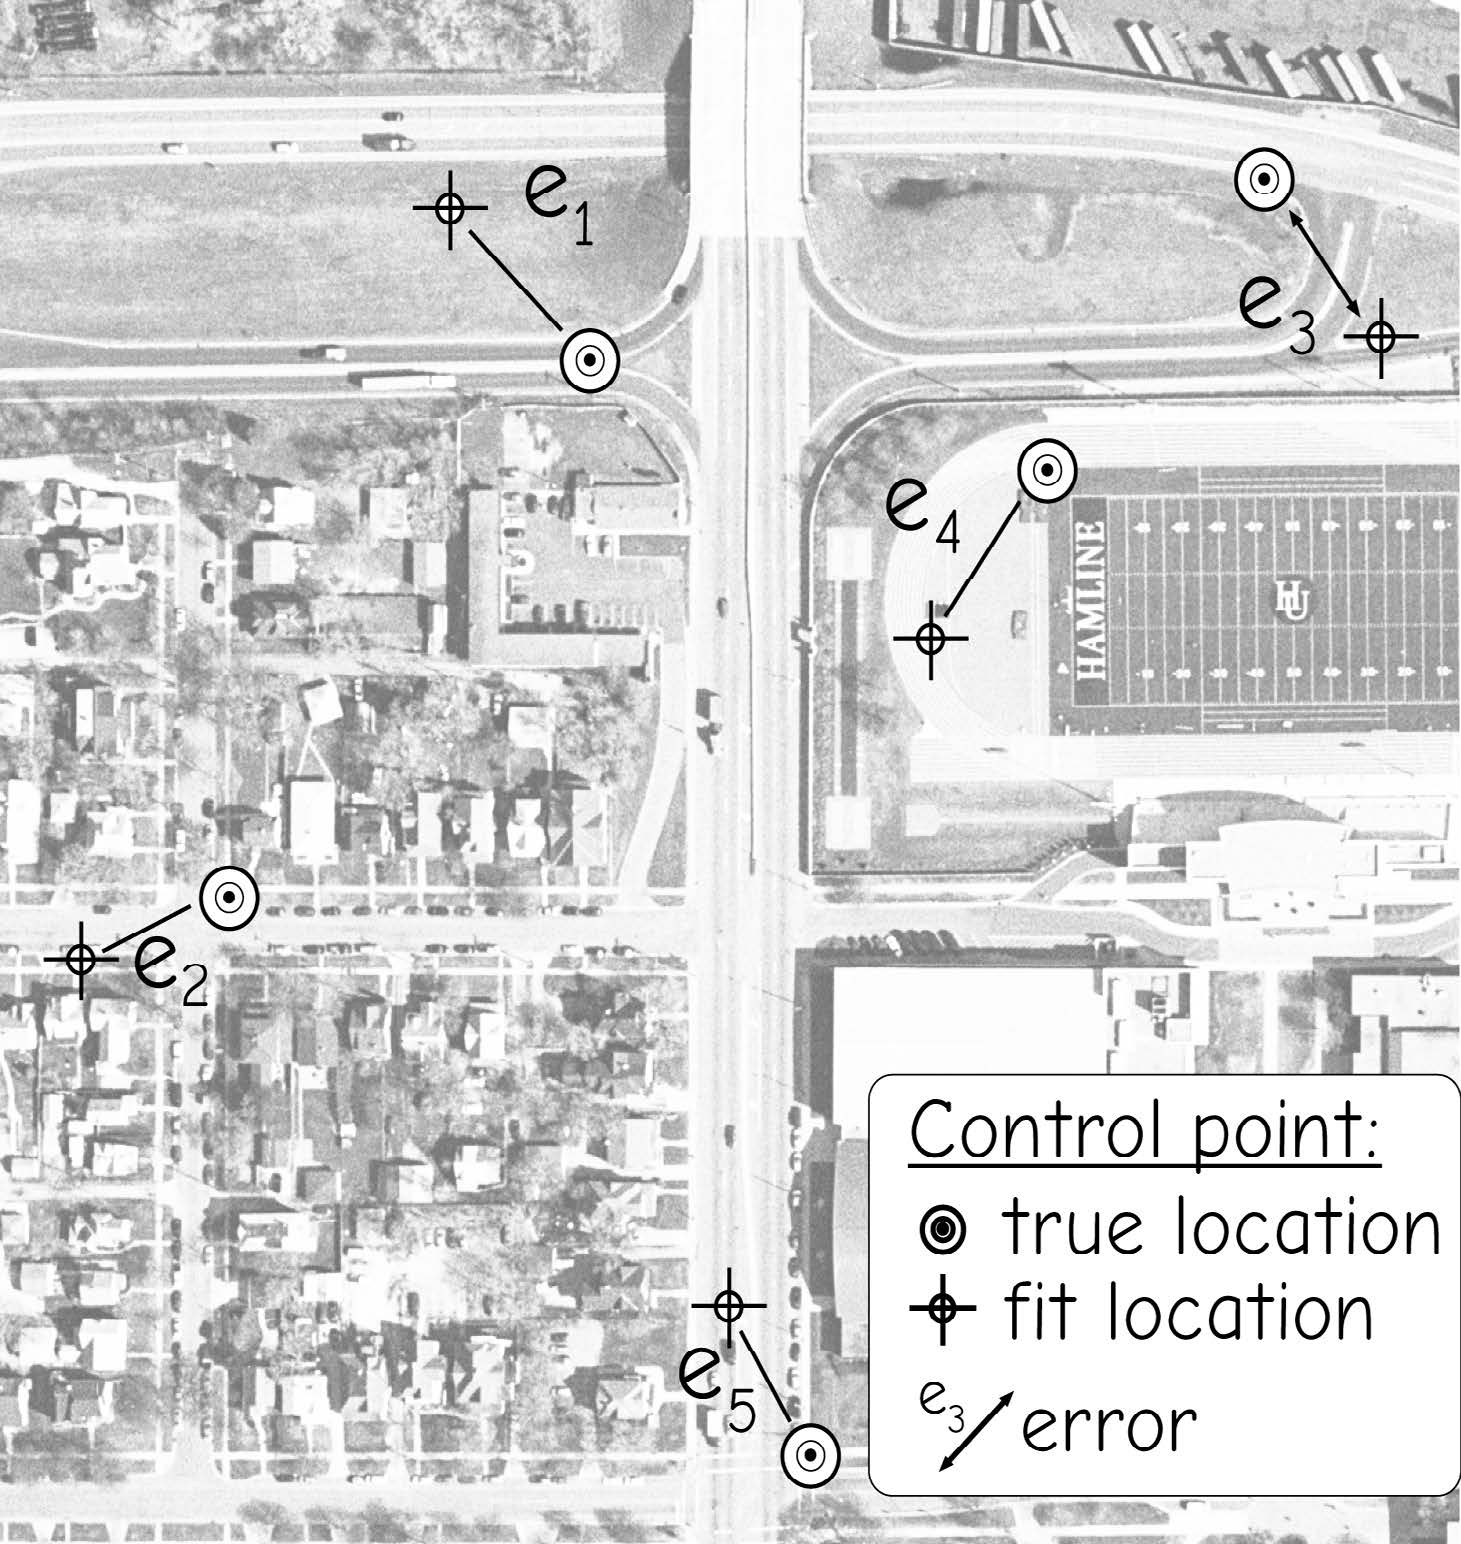 e1
e3
e4
HAMLINE
HU
e2
e5
Control point:
true location
fit location
e3 error